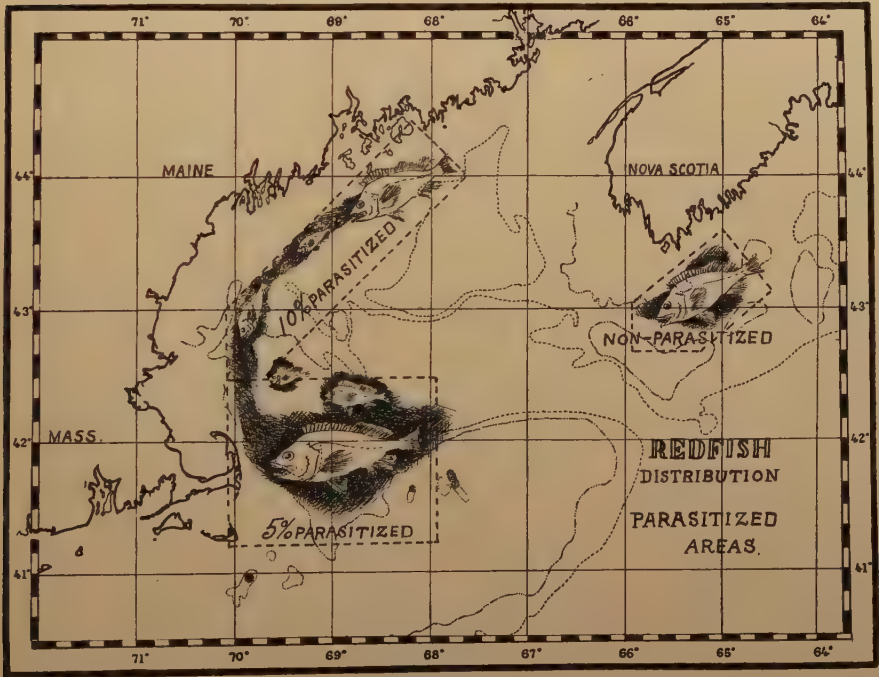 71° 70° 69° 68° 67° 66° 65° 64°
MAINE
NOVA SCOTIA
44° 44°
10% PARASITIZED
43° 43°
NON-PARASITIZED
MASS.
42° 42°
REDFISH
DISTRIBUTION
PARASITIZED
AREAS.
5% PARASITIZED
41° 41°
71° 70° 69° 68° 67° 66° 65° 64°